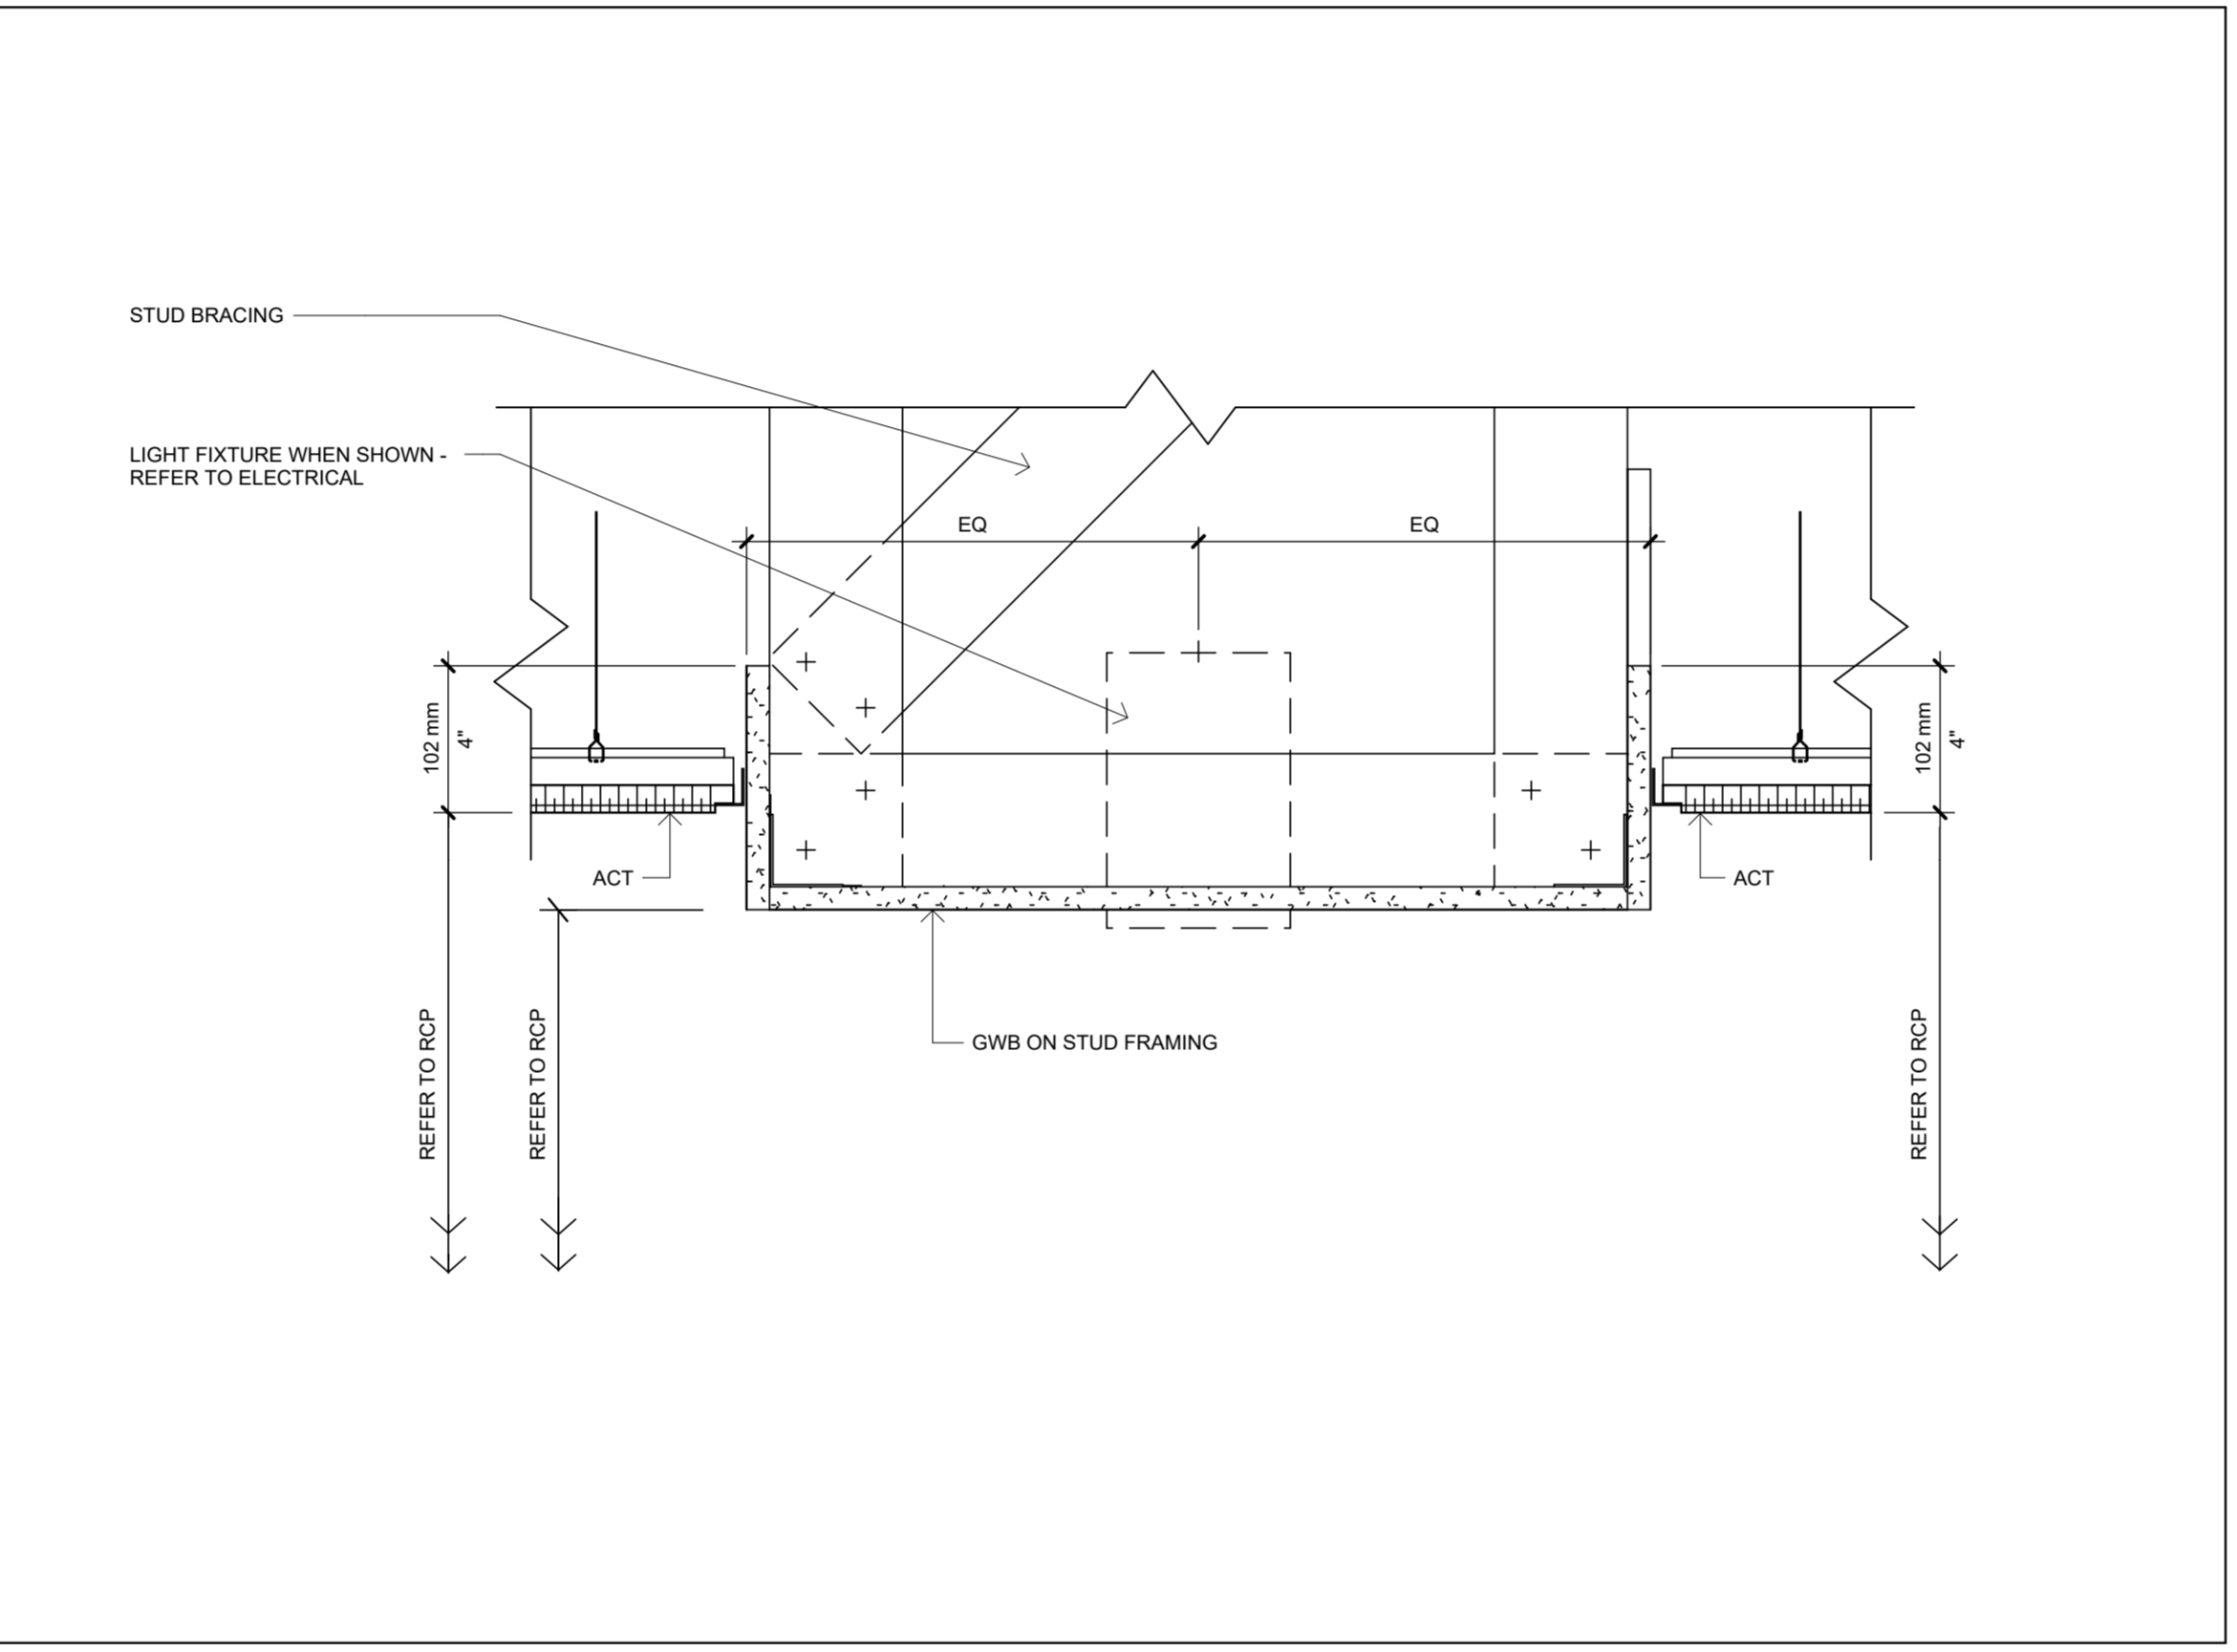 STUD BRACING
LIGHT FIXTURE WHEN SHOWN -
REFER TO ELECTRICAL
EQ
EQ
102 mm
4"
102 mm
4"
ACT
ACT
GWB ON STUD FRAMING
REFER TO RCP
REFER TO RCP
REFER TO RCP